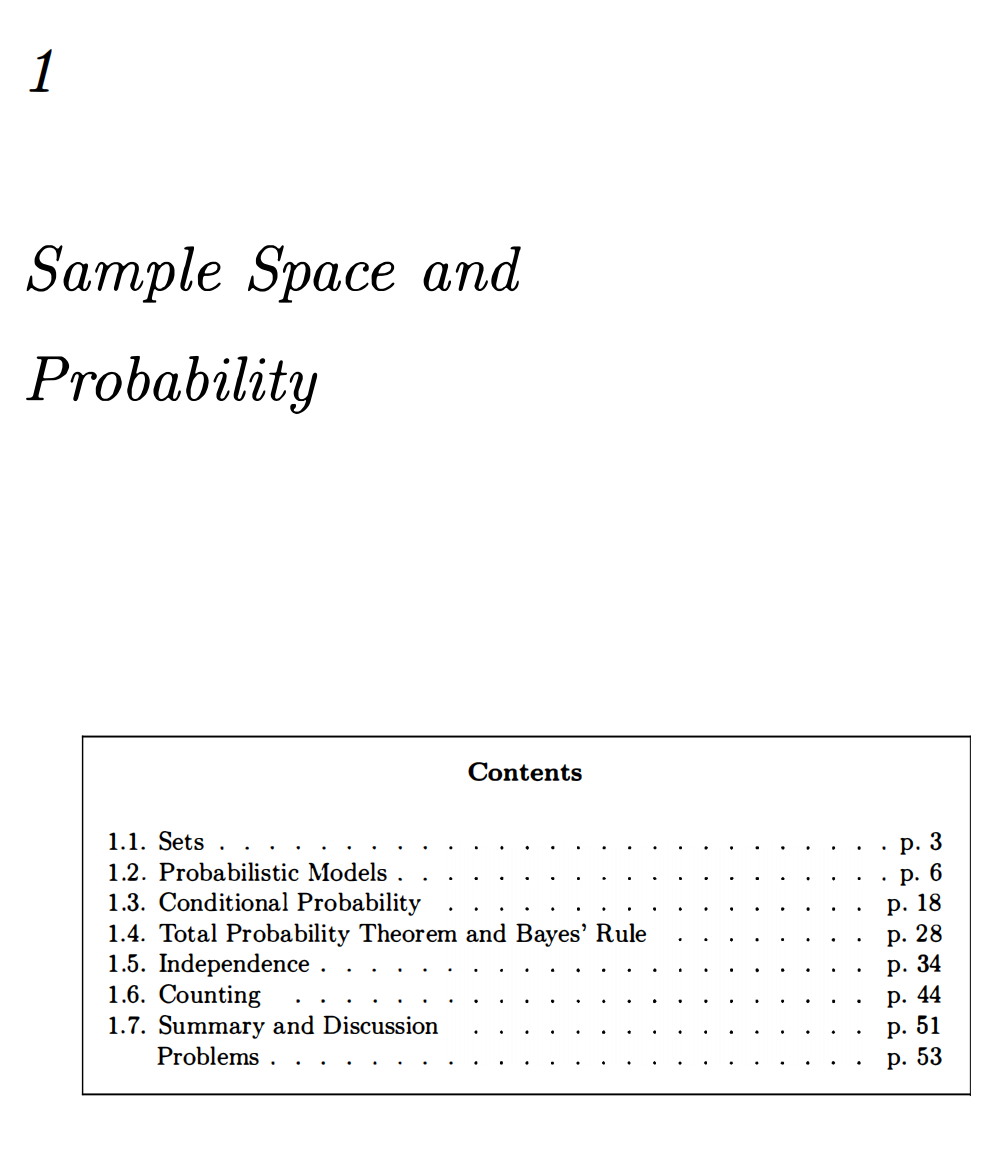 1
Sample Space and
Probability
Contents
1.1. Sets . . . . . . . . . . . . . . . . . . . . . . . . . . . p. 3
1.2. Probabilistic Models . . . . . . . . . . . . . . . . . . . . p. 6
1.3. Conditional Probability . . . . . . . . . . . . . . . . . p. 18
1.4. Total Probability Theorem and Bayes' Rule . . . . . . . . p. 28
1.5. Independence . . . . . . . . . . . . . . . . . . . . . . p. 34
1.6. Counting . . . . . . . . . . . . . . . . . . . . . . . p. 44
1.7. Summary and Discussion . . . . . . . . . . . . . . . . p. 51
Problems . . . . . . . . . . . . . . . . . . . . . . . . p. 53